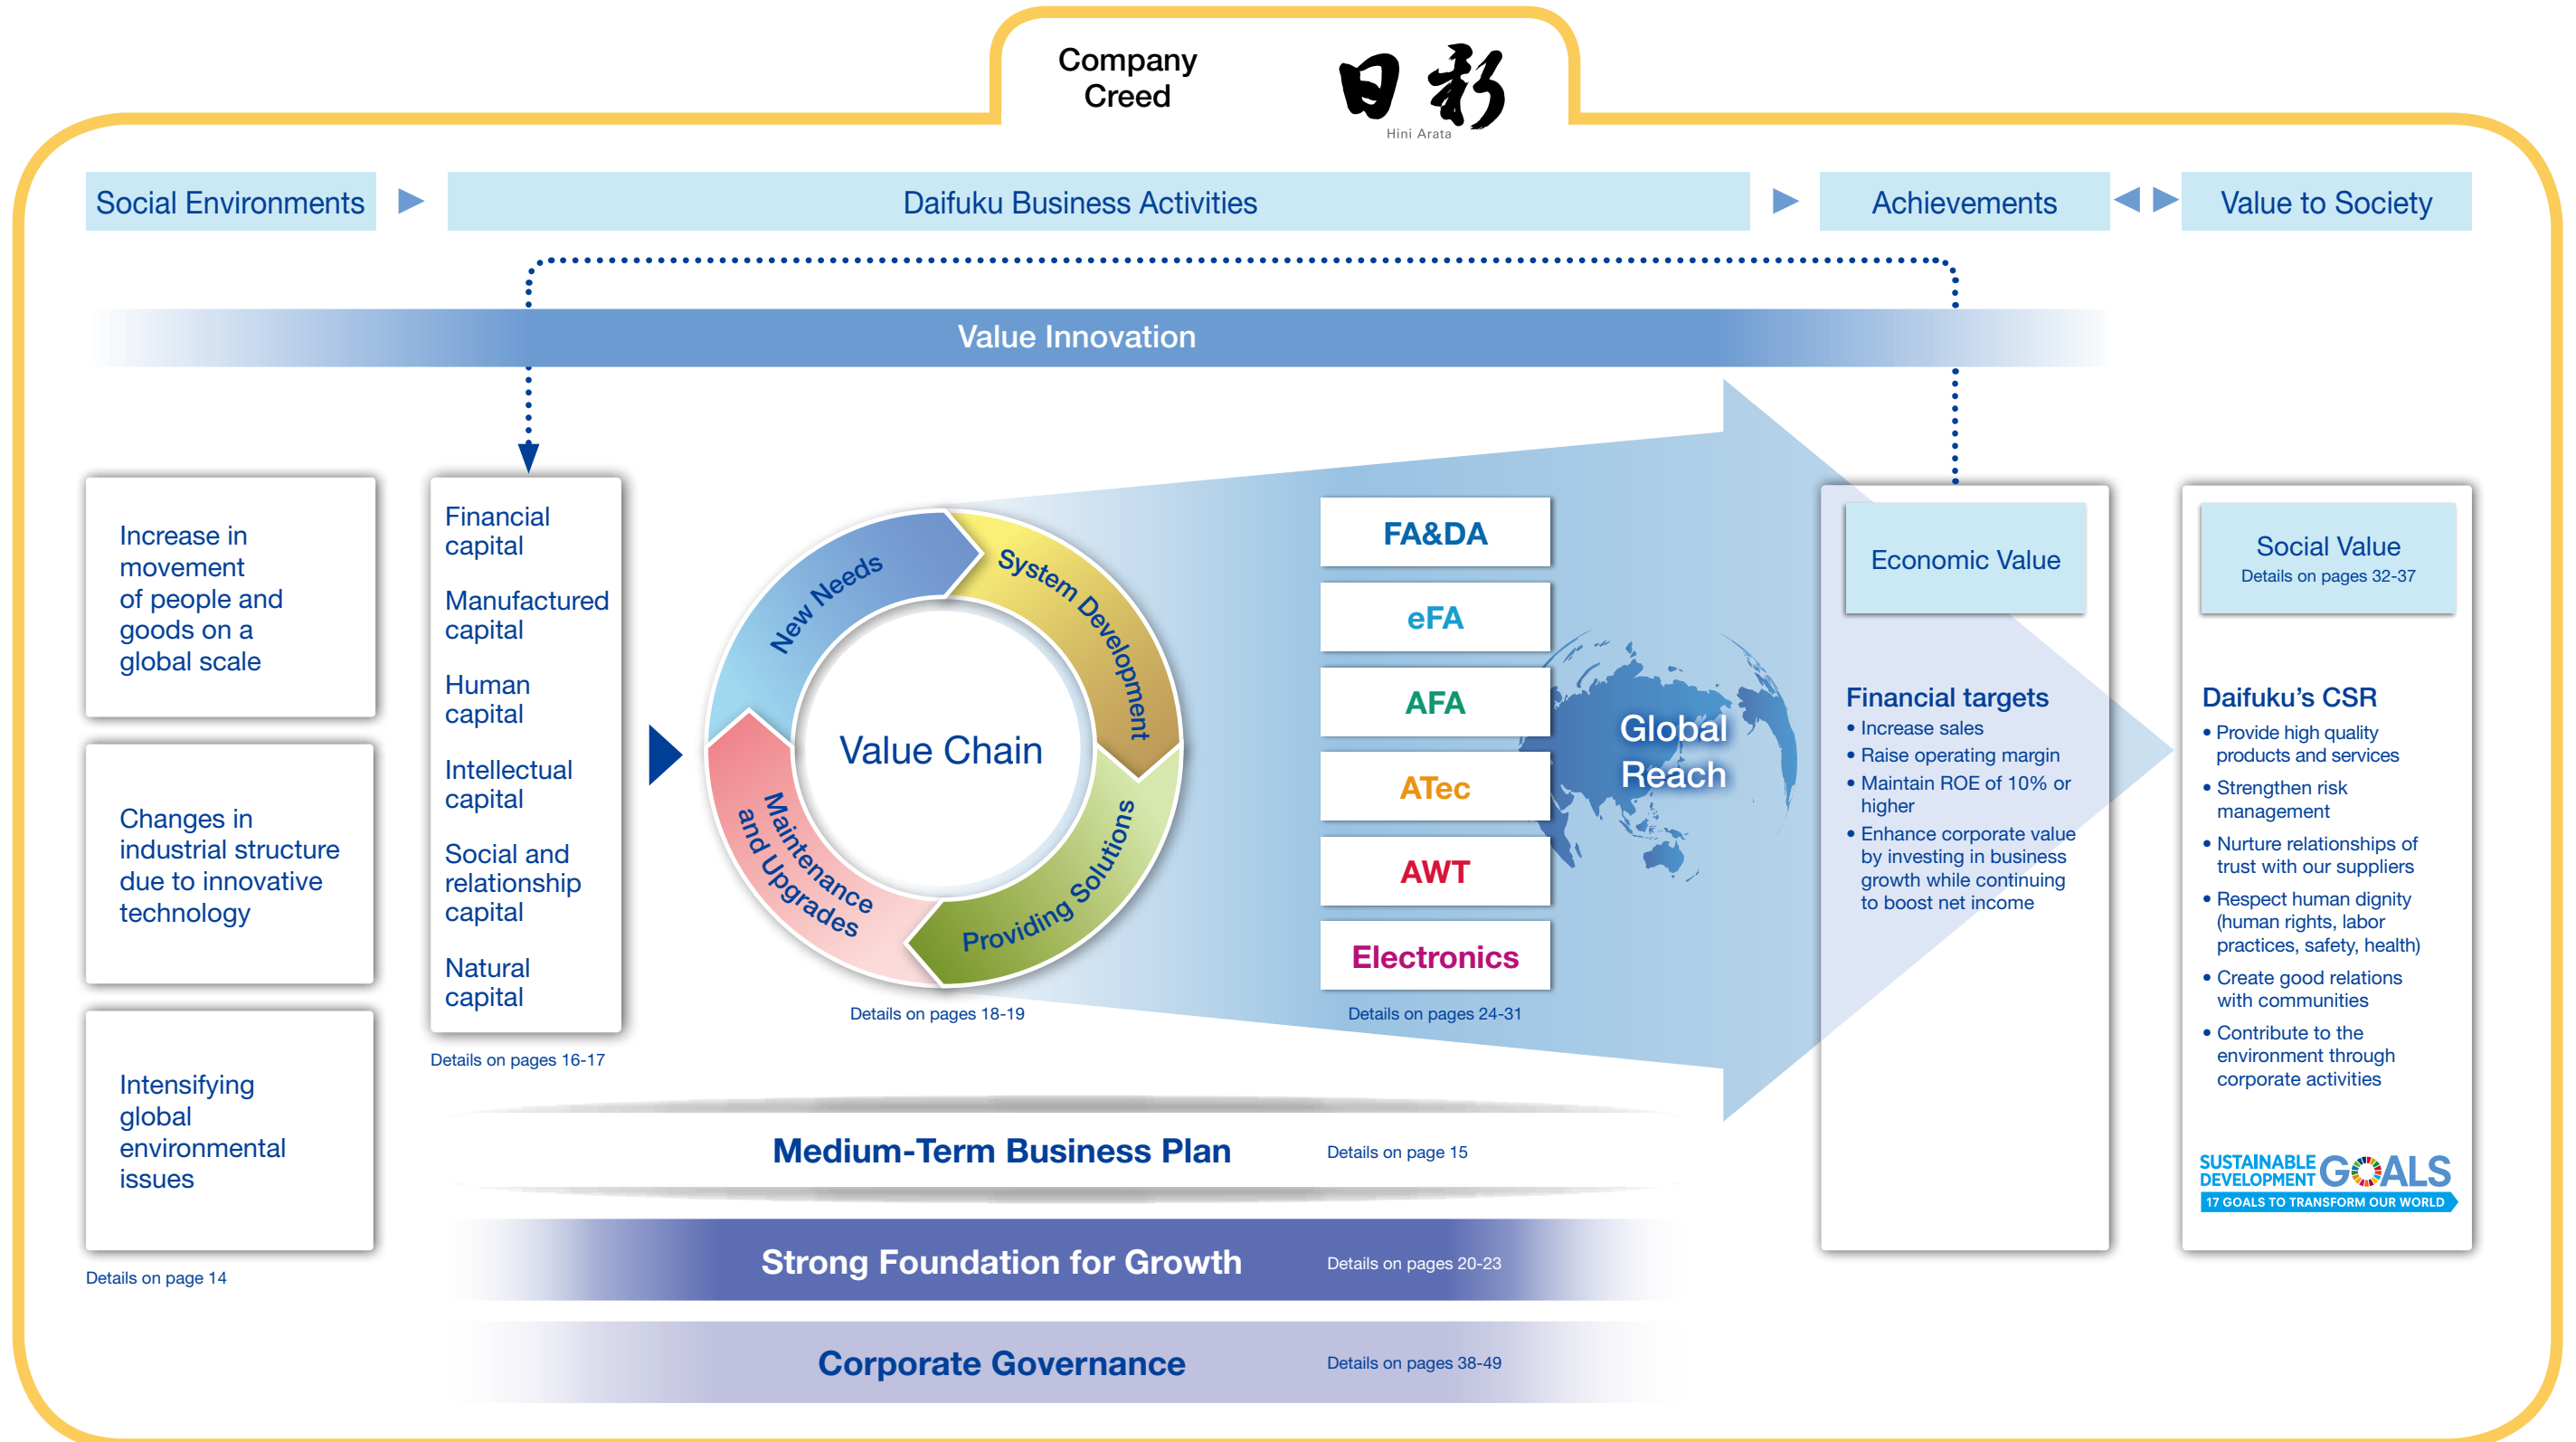 Company
Creed
日新
Hini Arata
Social Environments
Daifuku Business Activities
Achievements
Value to Society
Value Innovation
Increase in
movement
of people and
goods on a
global scale
Changes in
industrial structure
due to innovative
technology
Intensifying
global
environmental
issues
Details on page 14
Financial
capital
Manufactured
capital
Human
capital
Intellectual
capital
Social and
relationship
capital
Natural
capital
Details on pages 16-17
New Needs
System Development
Providing Solutions
Maintenance
and Upgrades
Value Chain
Details on pages 18-19
FA&DA
eFA
AFA
ATec
AWT
Electronics
Details on pages 24-31
Global
Reach
Economic Value
Financial targets
• Increase sales
• Raise operating margin
• Maintain ROE of 10% or
higher
• Enhance corporate value
by investing in business
growth while continuing
to boost net income
Social Value
Details on pages 32-37
Daifuku’s CSR
• Provide high quality
products and services
• Strengthen risk
management
• Nurture relationships of
trust with our suppliers
• Respect human dignity
(human rights, labor
practices, safety, health)
• Create good relations
with communities
• Contribute to the
environment through
corporate activities
SUSTAINABLE
DEVELOPMENT GOALS
17 GOALS TO TRANSFORM OUR WORLD
Medium-Term Business Plan
Details on page 15
Strong Foundation for Growth
Details on pages 20-23
Corporate Governance
Details on pages 38-49